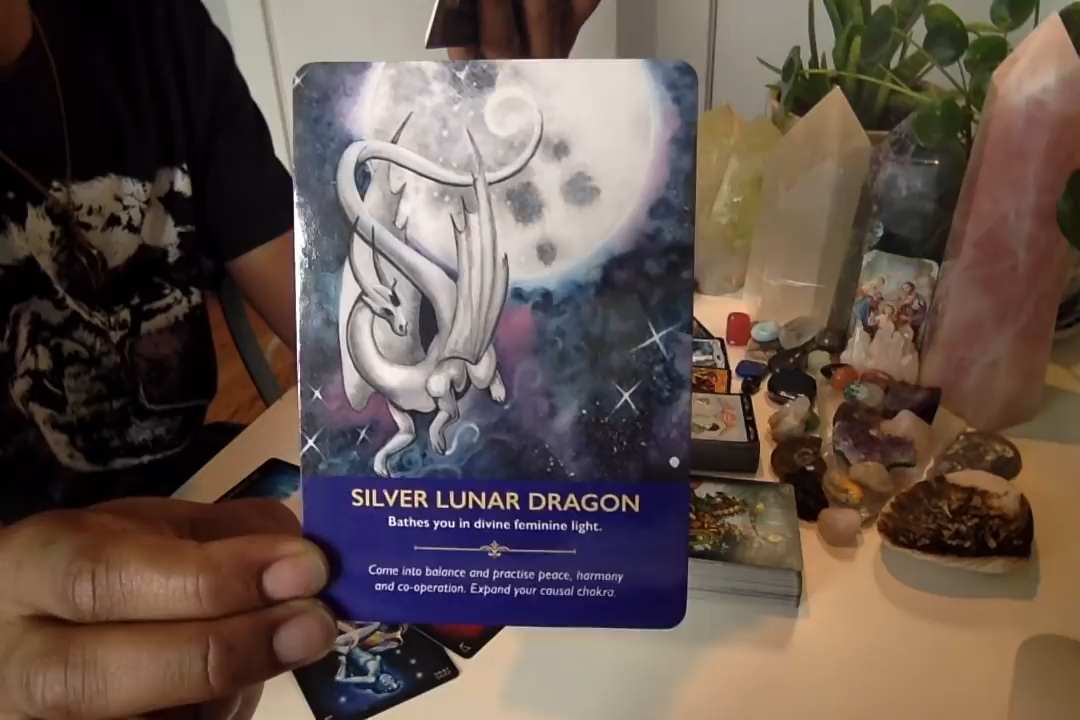 SILVER LUNAR DRAGON
Bathes you in divine feminine light.
Come into balance and practise peace, harmony
and co-operation. Expand your causal chakra.